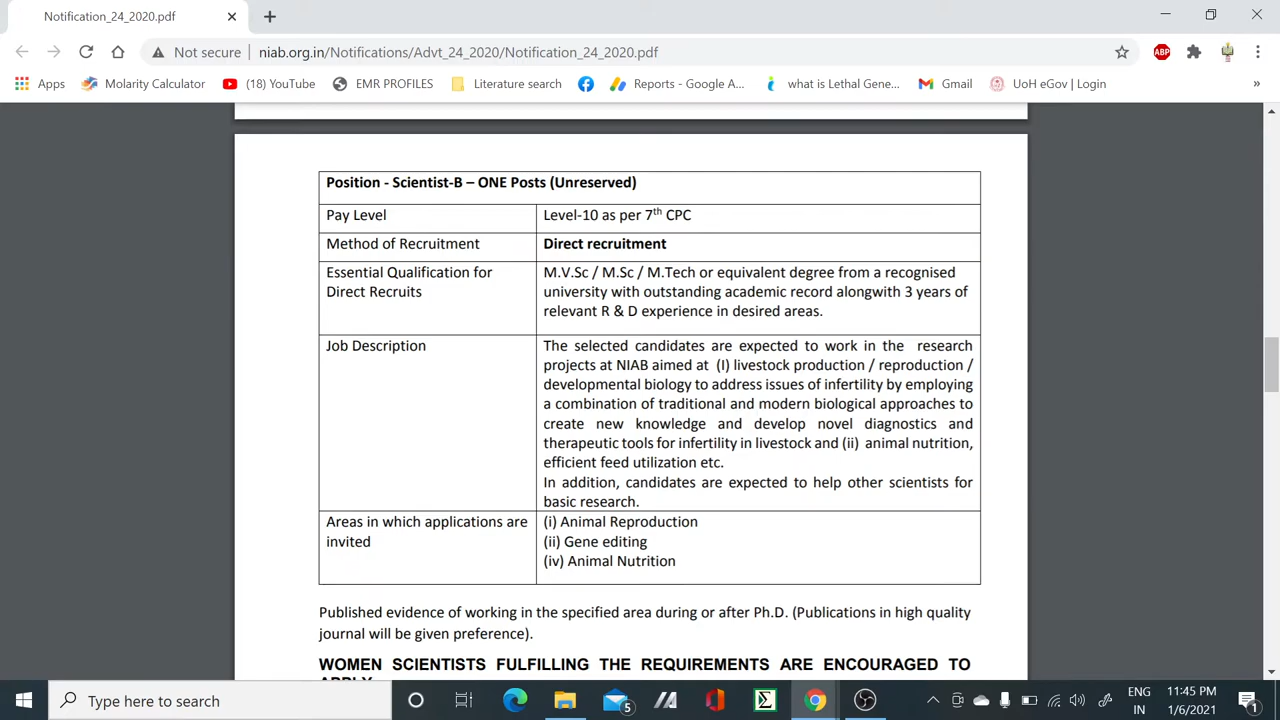 Notification_24_2020.pdf
Not secure niab.org.in/Notifications/Advt_24_2020/Notification_24_2020.pdf
ABP
Apps Molarity Calculator (18) YouTube EMR PROFILES Literature search Reports - Google A... what is Lethal Gene... Gmail UoH eGov | Login »
Position - Scientist-B – ONE Posts (Unreserved)
Pay Level Level-10 as per 7th CPC
Method of Recruitment Direct recruitment
Essential Qualification for M.V.Sc / M.Sc / M.Tech or equivalent degree from a recognised
Direct Recruits university with outstanding academic record alongwith 3 years of
relevant R & D experience in desired areas.
Job Description The selected candidates are expected to work in the research
projects at NIAB aimed at (I) livestock production / reproduction /
developmental biology to address issues of infertility by employing
a combination of traditional and modern biological approaches to
create new knowledge and develop novel diagnostics and
therapeutic tools for infertility in livestock and (ii) animal nutrition,
efficient feed utilization etc.
In addition, candidates are expected to help other scientists for
basic research.
Areas in which applications are (i) Animal Reproduction
invited (ii) Gene editing
(iv) Animal Nutrition
Published evidence of working in the specified area during or after Ph.D. (Publications in high quality
journal will be given preference).
WOMEN SCIENTISTS FULFILLING THE REQUIREMENTS ARE ENCOURAGED TO
APPLY
Type here to search 5 ENG 11:45 PM
IN 1/6/2021 1